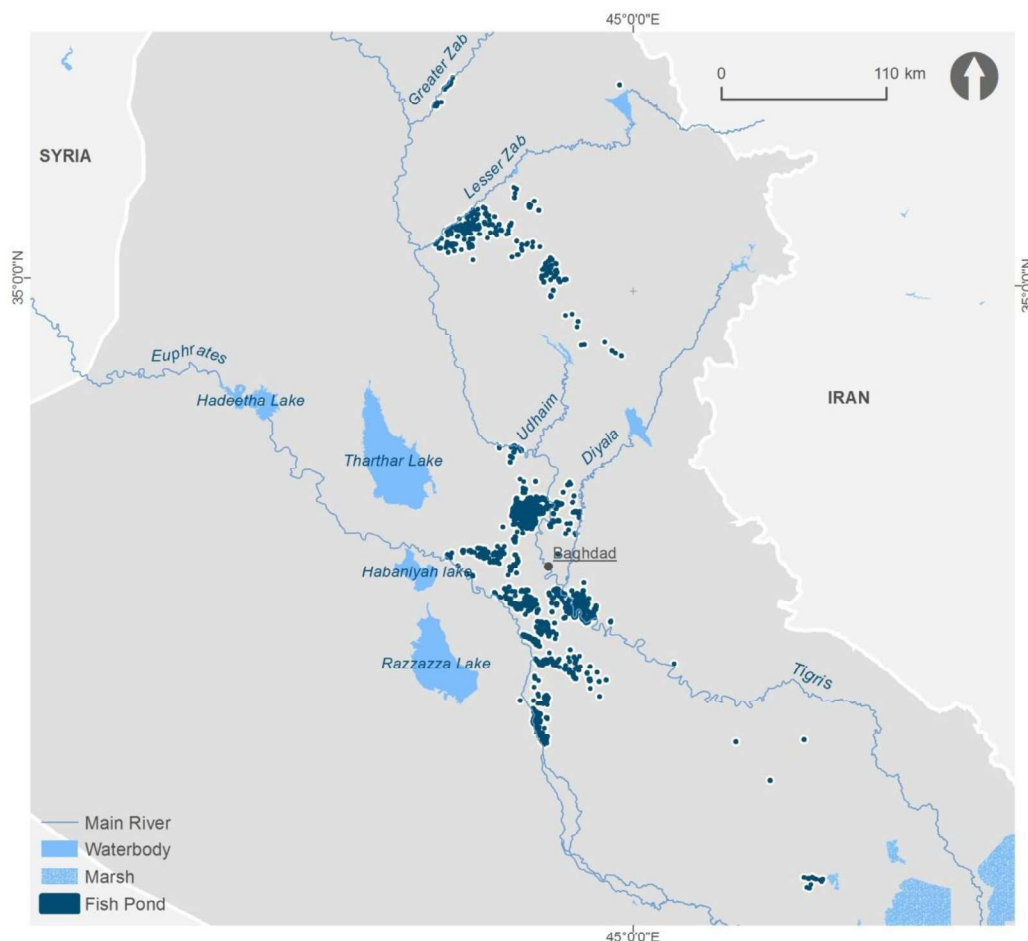 45°0'0"E
0 110 km
Greater Zab
SYRIA
Lesser Zab
35°0'0"N
35°0'0"N
Euphrates
Hadeetha Lake
IRAN
Udhaim
Diyala
Tharthar Lake
Baghdad
Habaniyah lake
Razzazza Lake
Tigris
Main River
Waterbody
Marsh
Fish Pond
45°0'0"E